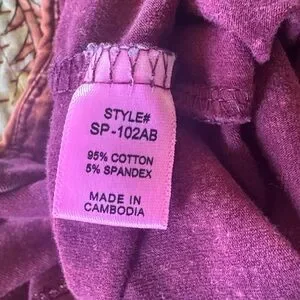 STYLE#
SP-102AB
95% COTTON
5% SPANDEX
MADE IN
CAMBODIA